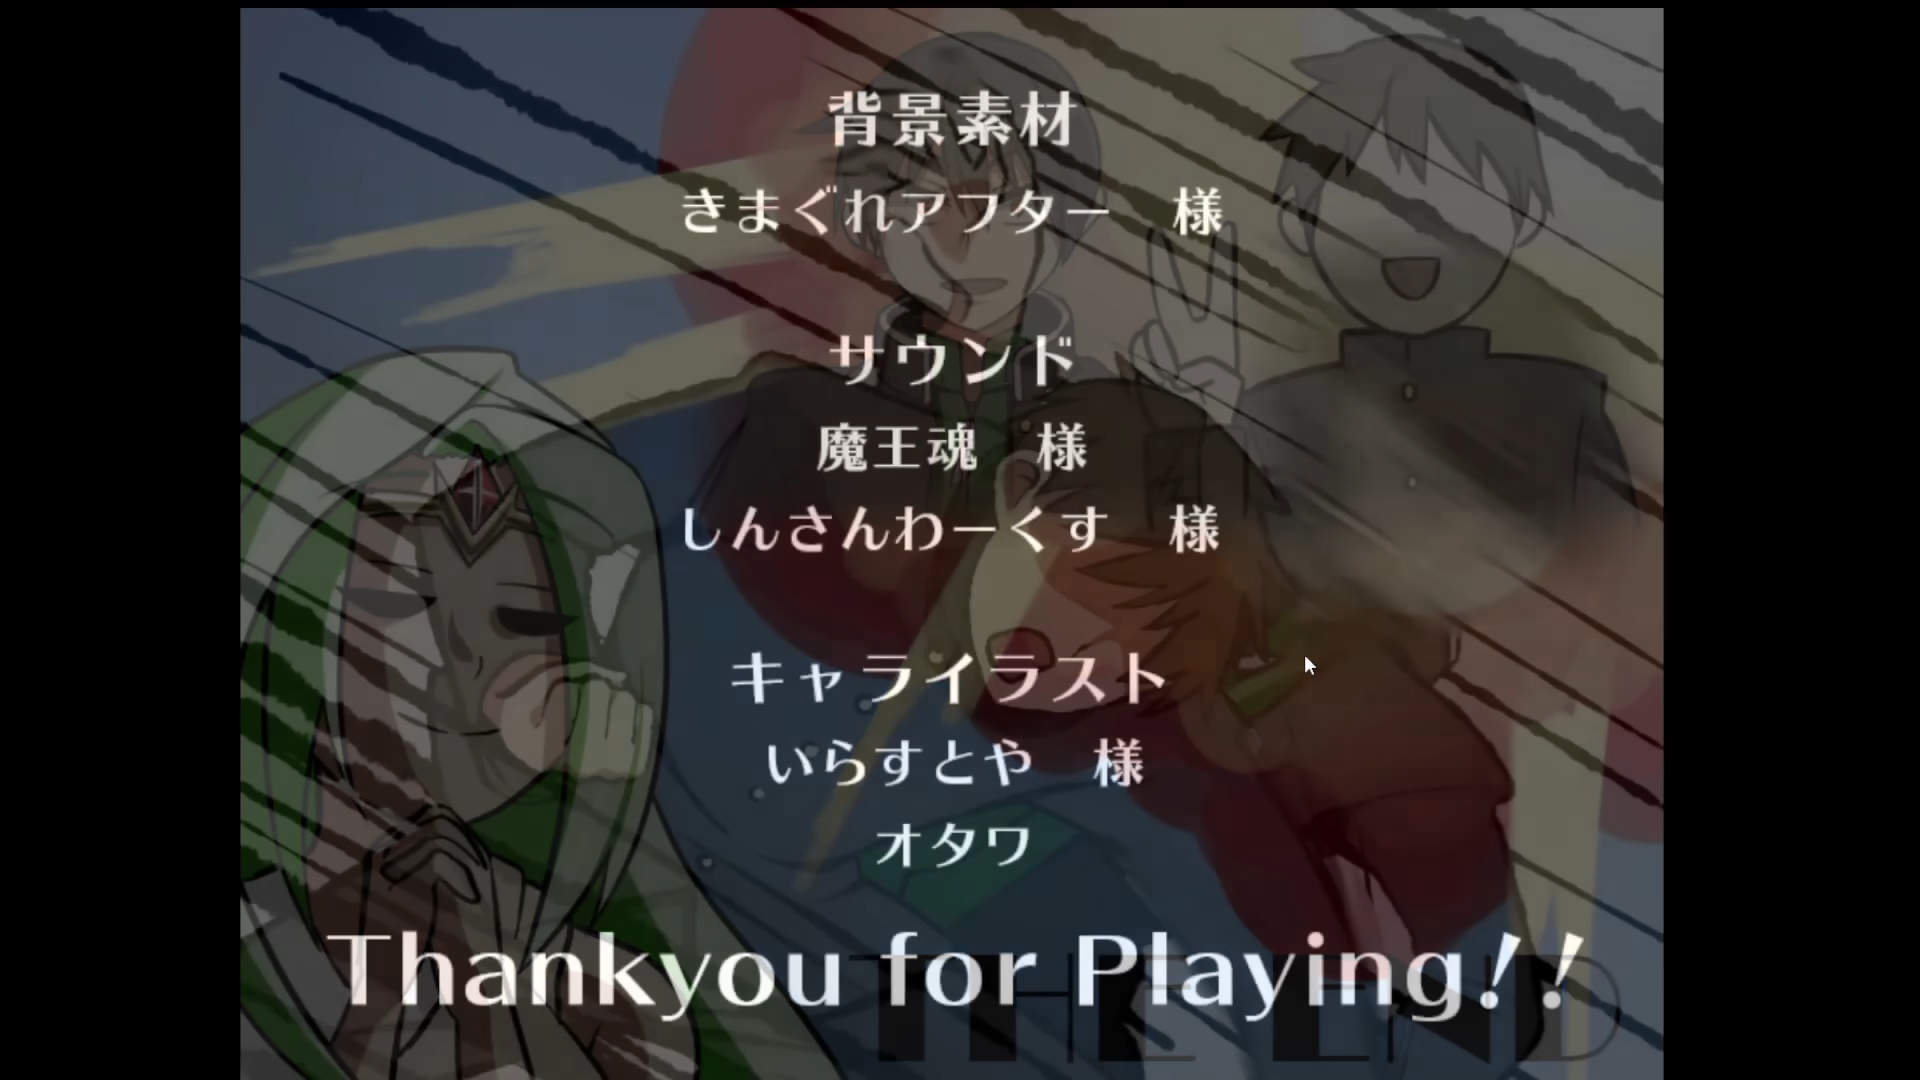 背景素材
きまぐれアフター　様
サウンド
魔王魂　様
しんさんわーくす　様
キャライラスト
いらすとや　様
オタワ
Thankyou for Playing!!
THE END